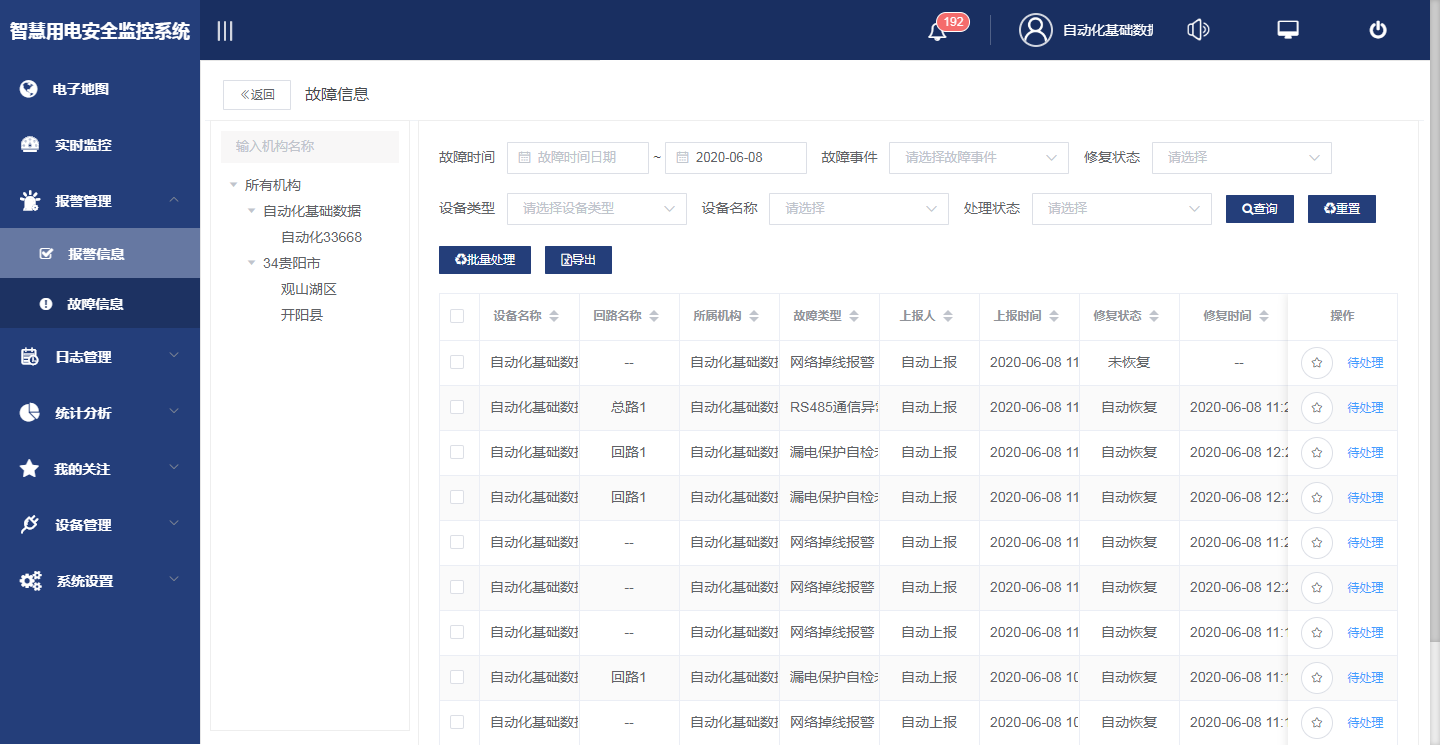 智慧用电安全监控系统
192
自动化基础数据
电子地图
实时监控
报警管理
报警信息
故障信息
日志管理
统计分析
我的关注
设备管理
系统设置
《返回 故障信息
输入机构名称
所有机构
自动化基础数据
自动化33668
34贵阳市
观山湖区
开阳县
故障时间 故障时间日期 ~ 2020-06-08 故障事件 请选择故障事件 修复状态 请选择
设备类型 请选择设备类型 设备名称 请选择 处理状态 请选择 查询 重置
批量处理 导出
设备名称 回路名称 所属机构 故障类型 上报人 上报时间 修复状态 修复时间 操作
自动化基础数据 -- 自动化基础数据 网络掉线报警 自动上报 2020-06-08 11 未恢复 -- 待处理
自动化基础数据 总路1 自动化基础数据 RS485通信异常 自动上报 2020-06-08 11 自动恢复 2020-06-08 11:2 待处理
自动化基础数据 回路1 自动化基础数据 漏电保护自检未 自动上报 2020-06-08 11 自动恢复 2020-06-08 12:2 待处理
自动化基础数据 回路1 自动化基础数据 漏电保护自检未 自动上报 2020-06-08 11 自动恢复 2020-06-08 12:2 待处理
自动化基础数据 -- 自动化基础数据 网络掉线报警 自动上报 2020-06-08 11 自动恢复 2020-06-08 11:2 待处理
自动化基础数据 -- 自动化基础数据 网络掉线报警 自动上报 2020-06-08 11 自动恢复 2020-06-08 12:2 待处理
自动化基础数据 -- 自动化基础数据 网络掉线报警 自动上报 2020-06-08 11 自动恢复 2020-06-08 11:1 待处理
自动化基础数据 回路1 自动化基础数据 漏电保护自检未 自动上报 2020-06-08 10 自动恢复 2020-06-08 11:1 待处理
自动化基础数据 -- 自动化基础数据 网络掉线报警 自动上报 2020-06-08 10 自动恢复 2020-06-08 11:1 待处理